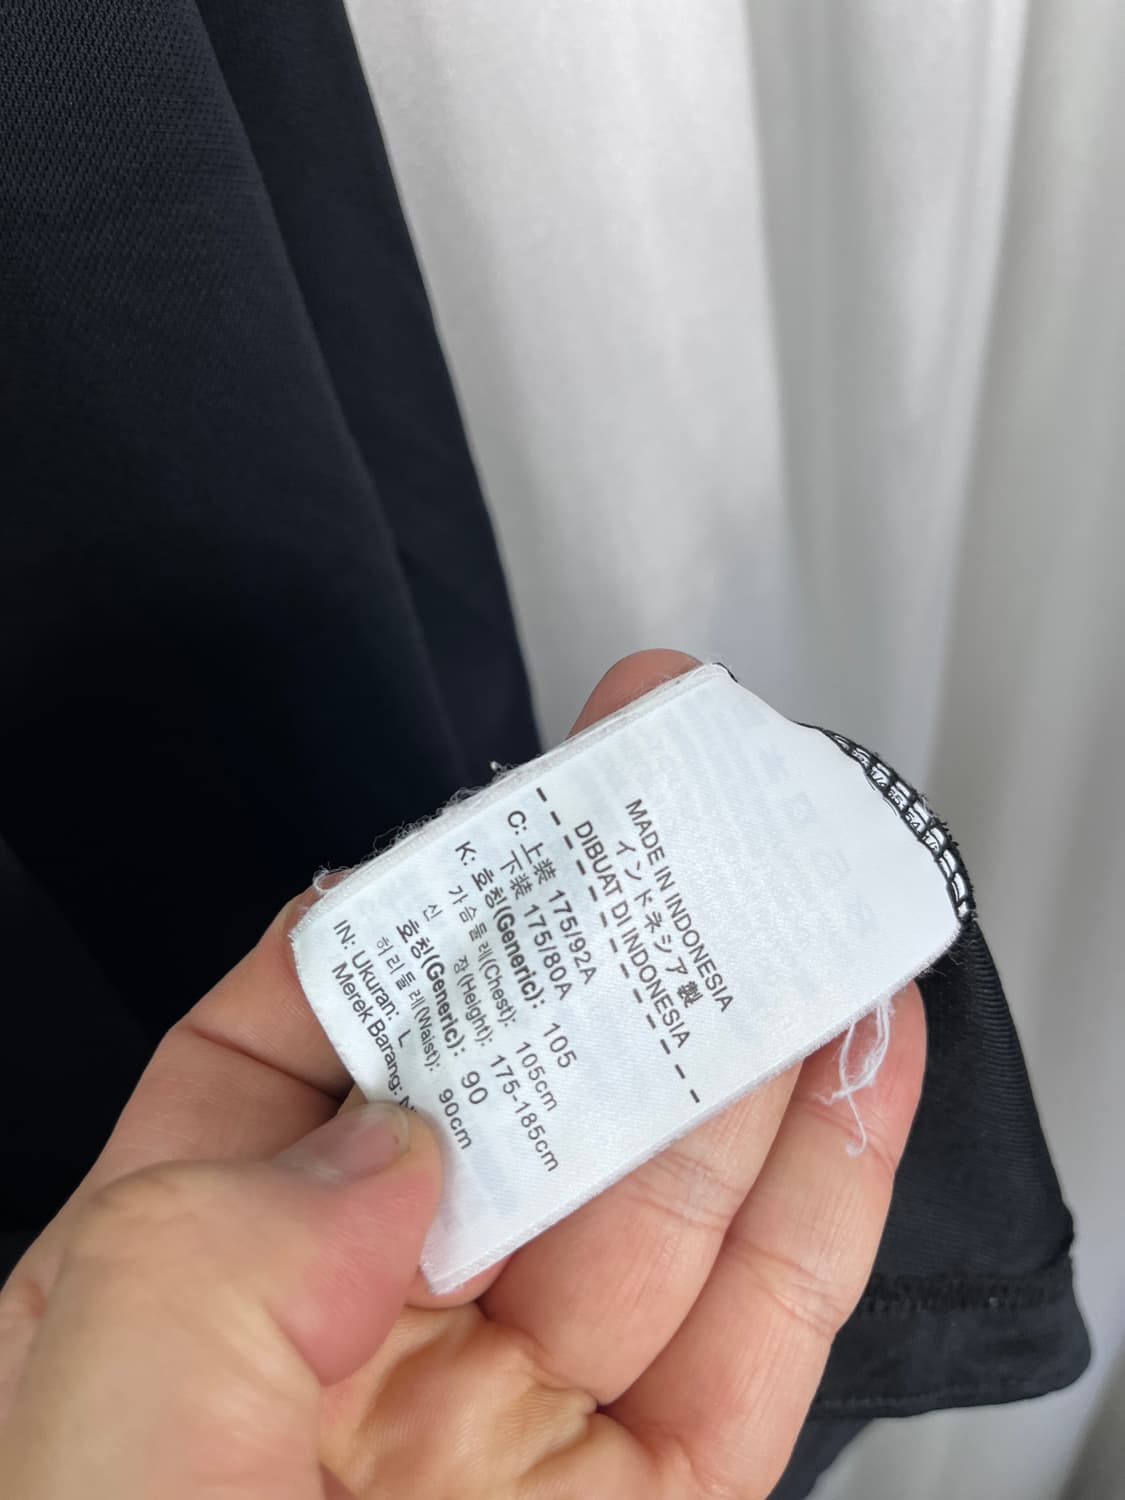 MADE IN INDONESIA
インドネシア製
DIBUAT DI INDONESIA
C: 上装 175/92A
下装 175/80A
K: 호칭(Generic): 105
가슴둘레(Chest): 105cm
신 장(Height): 175-185cm
호칭(Generic): 90
허리둘레(Waist): 90cm
IN: Ukuran: L
Merek Barang: